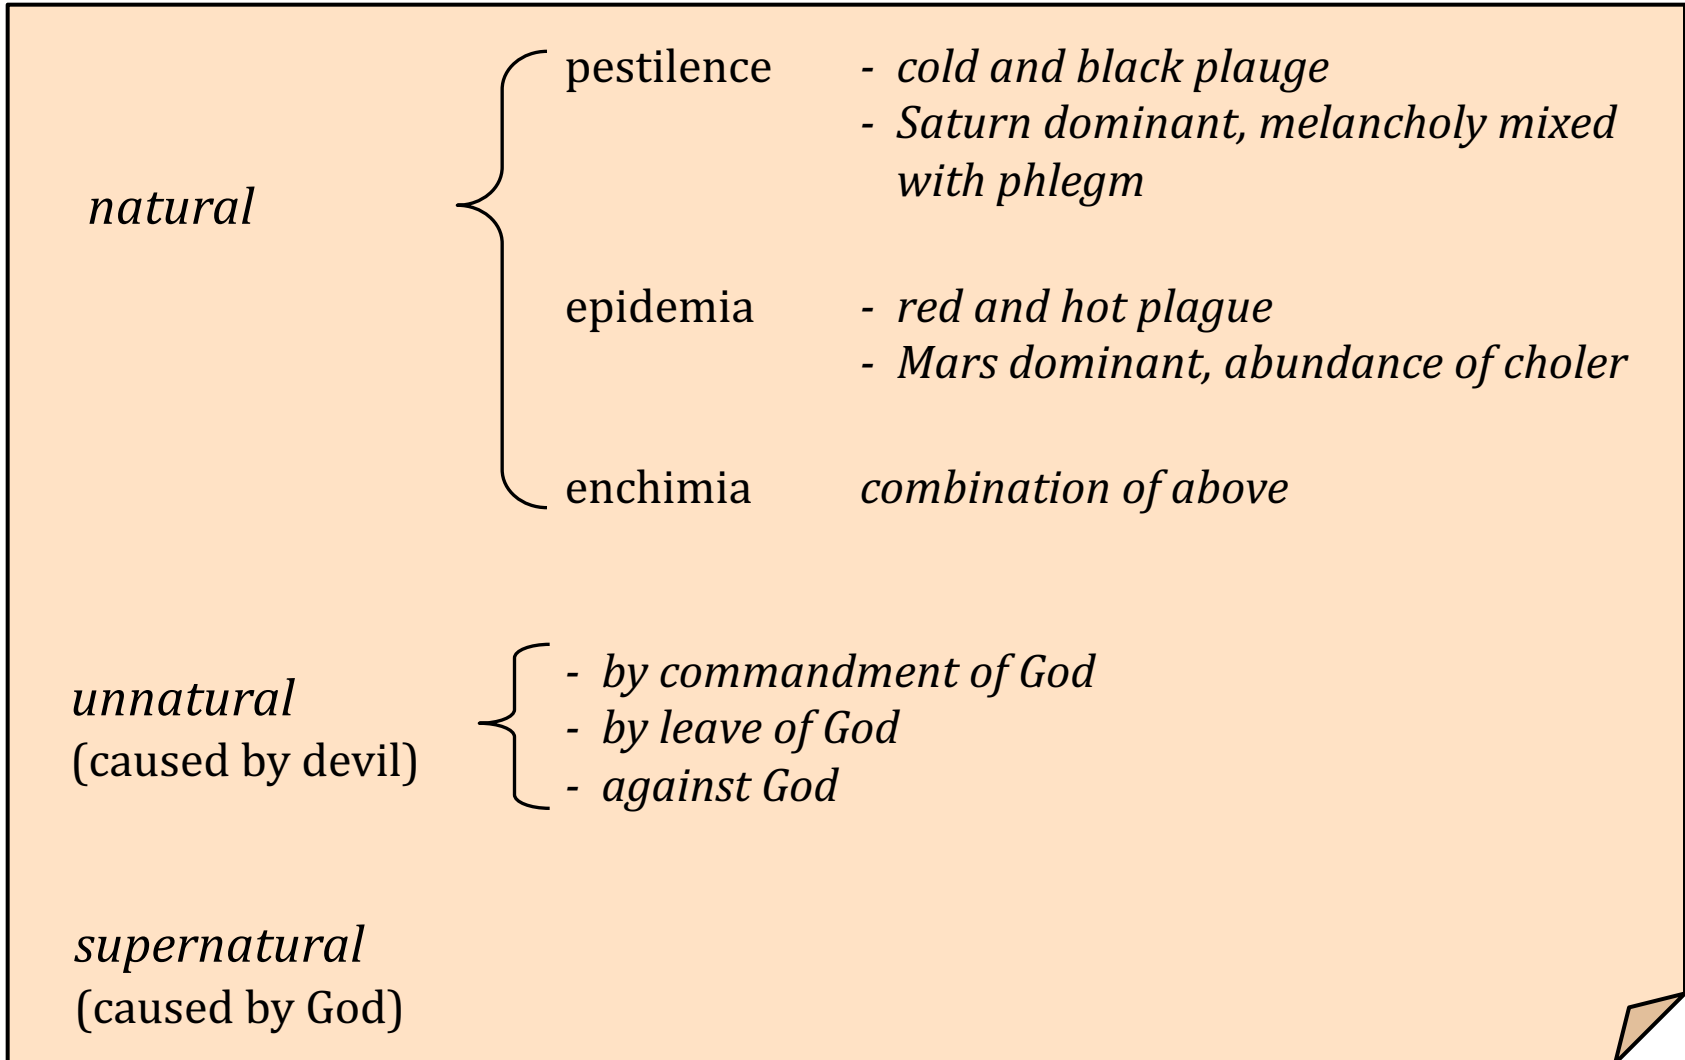 pestilence - cold and black plauge
- Saturn dominant, melancholy mixed
with phlegm
natural
epidemia - red and hot plague
- Mars dominant, abundance of choler
enchimia combination of above
unnatural
(caused by devil)
- by commandment of God
- by leave of God
- against God
supernatural
(caused by God)